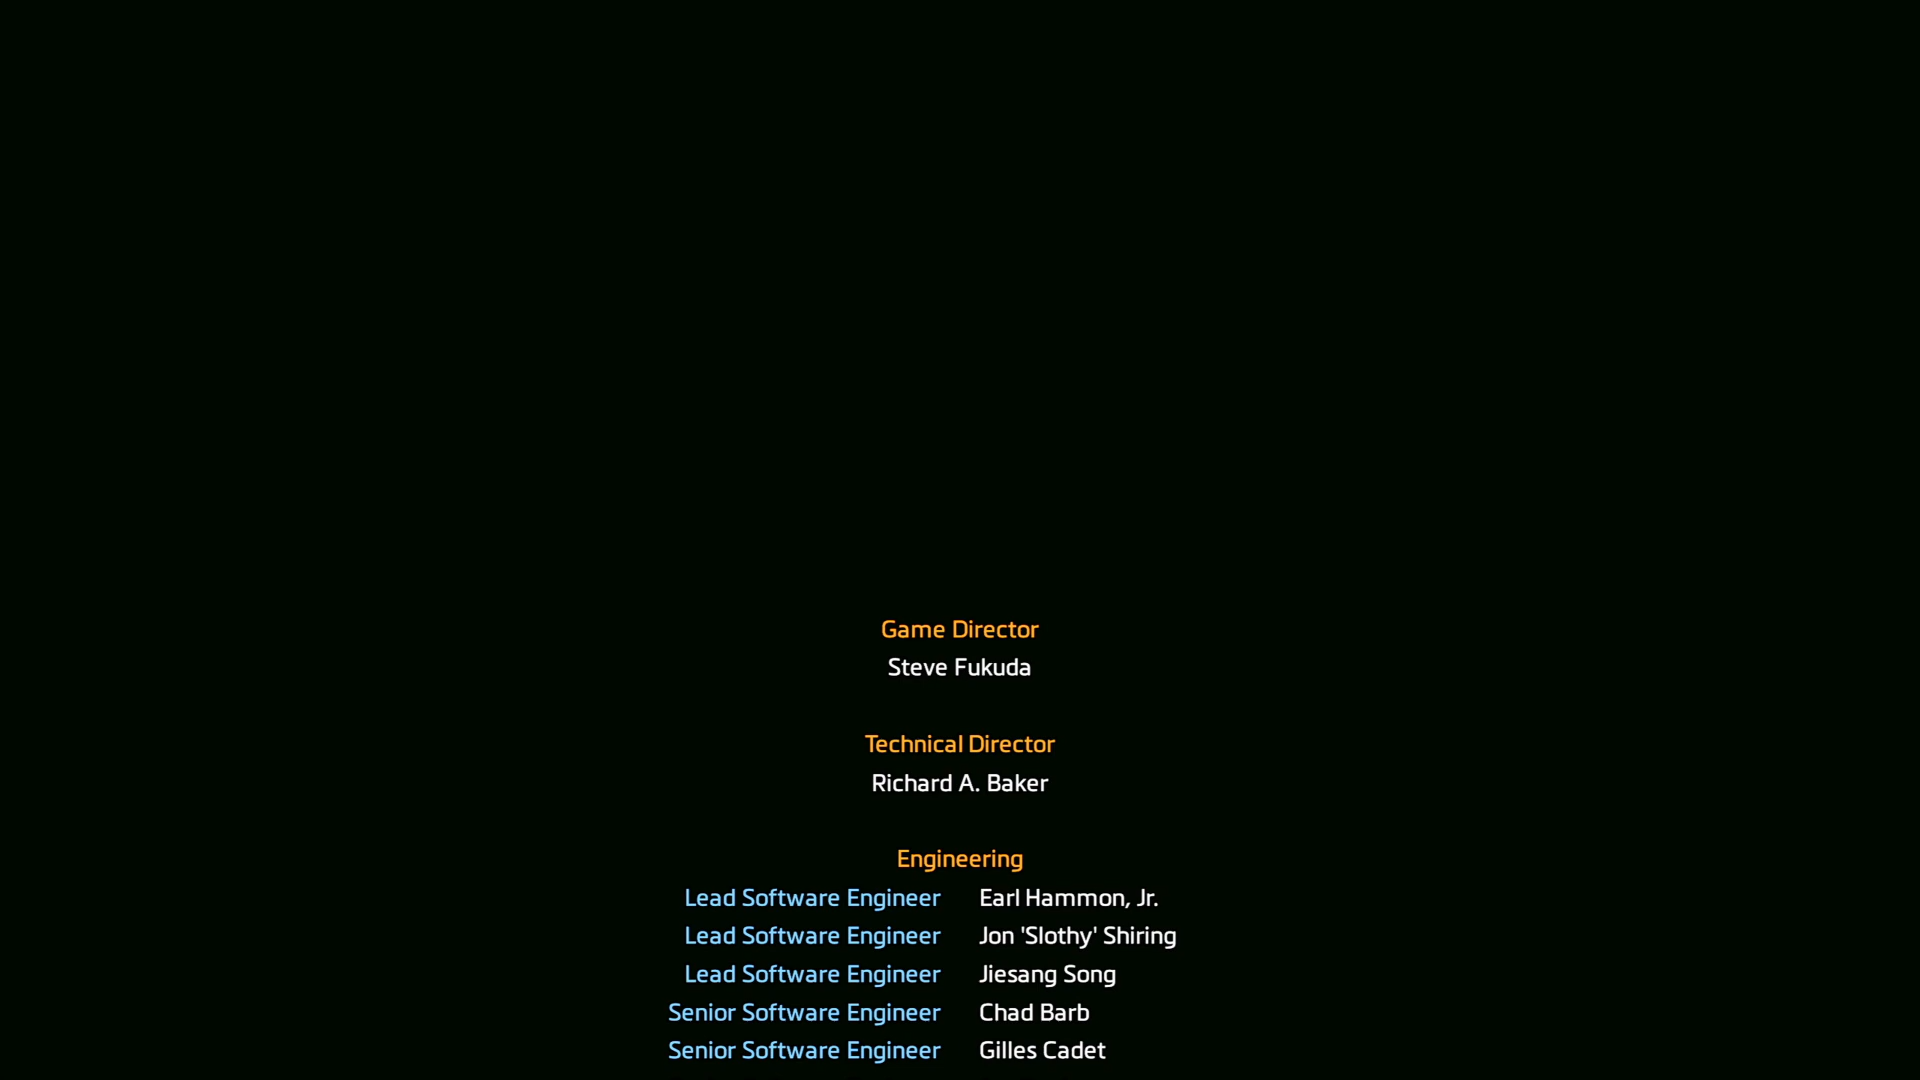 Game Director
Steve Fukuda
Technical Director
Richard A. Baker
Engineering
Lead Software Engineer Earl Hammon, Jr.
Lead Software Engineer Jon 'Slothy' Shiring
Lead Software Engineer Jiesang Song
Senior Software Engineer Chad Barb
Senior Software Engineer Gilles Cadet